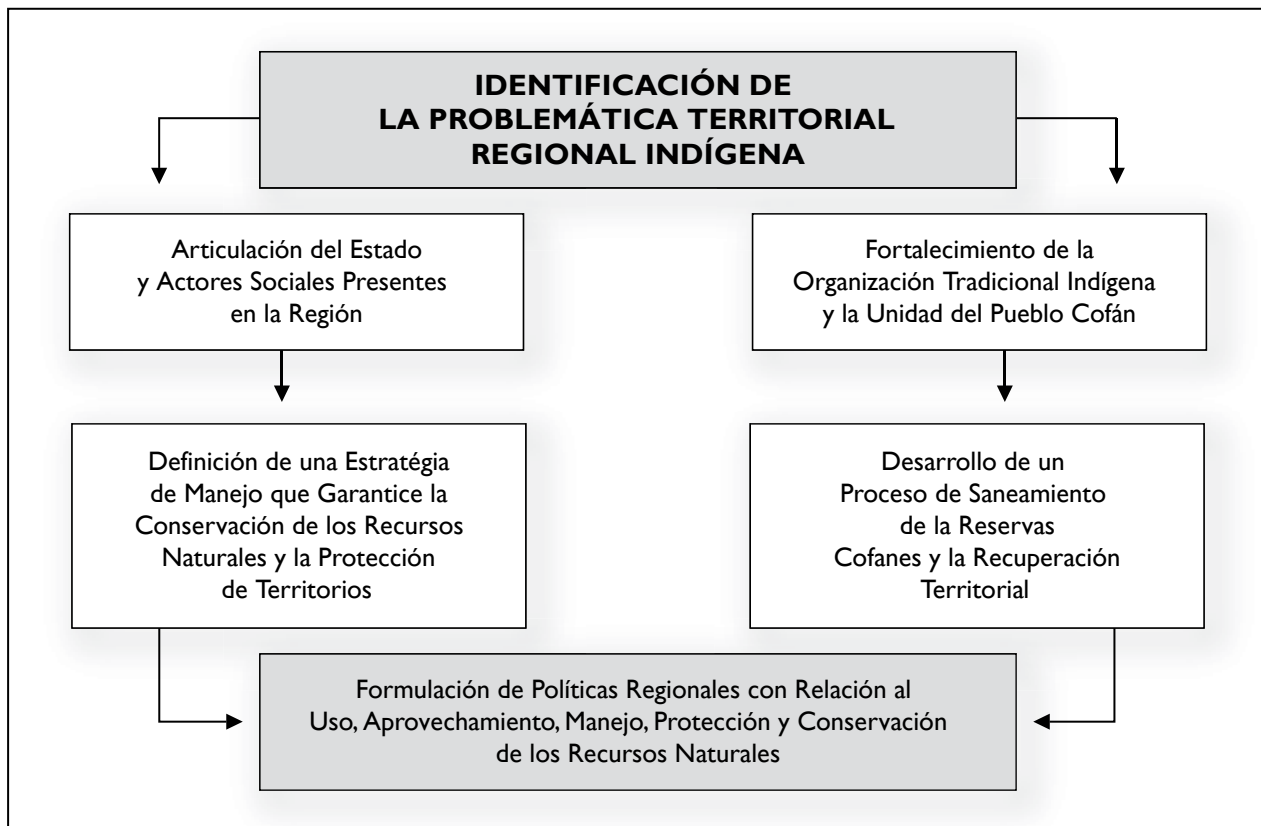 IDENTIFICACIÓN DE
LA PROBLEMÁTICA TERRITORIAL
REGIONAL INDÍGENA
Articulación del Estado
y Actores Sociales Presentes
en la Región
Fortalecimiento de la
Organización Tradicional Indígena
y la Unidad del Pueblo Cofán
Definición de una Estratégia
de Manejo que Garantice la
Conservación de los Recursos
Naturales y la Protección
de Territorios
Desarrollo de un
Proceso de Saneamiento
de la Reservas
Cofanes y la Recuperación
Territorial
Formulación de Políticas Regionales con Relación al
Uso, Aprovechamiento, Manejo, Protección y Conservación
de los Recursos Naturales